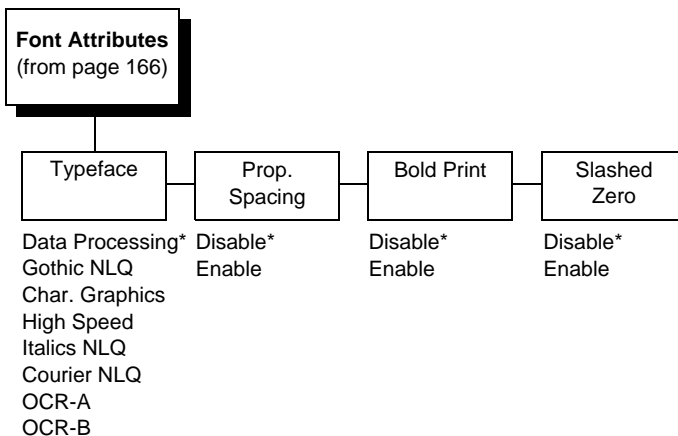 Font Attributes
(from page 166)
Typeface
Prop.
Spacing
Bold Print
Slashed
Zero
Data Processing*
Gothic NLQ
Char. Graphics
High Speed
Italics NLQ
Courier NLQ
OCR-A
OCR-B
Disable*
Enable
Disable*
Enable
Disable*
Enable